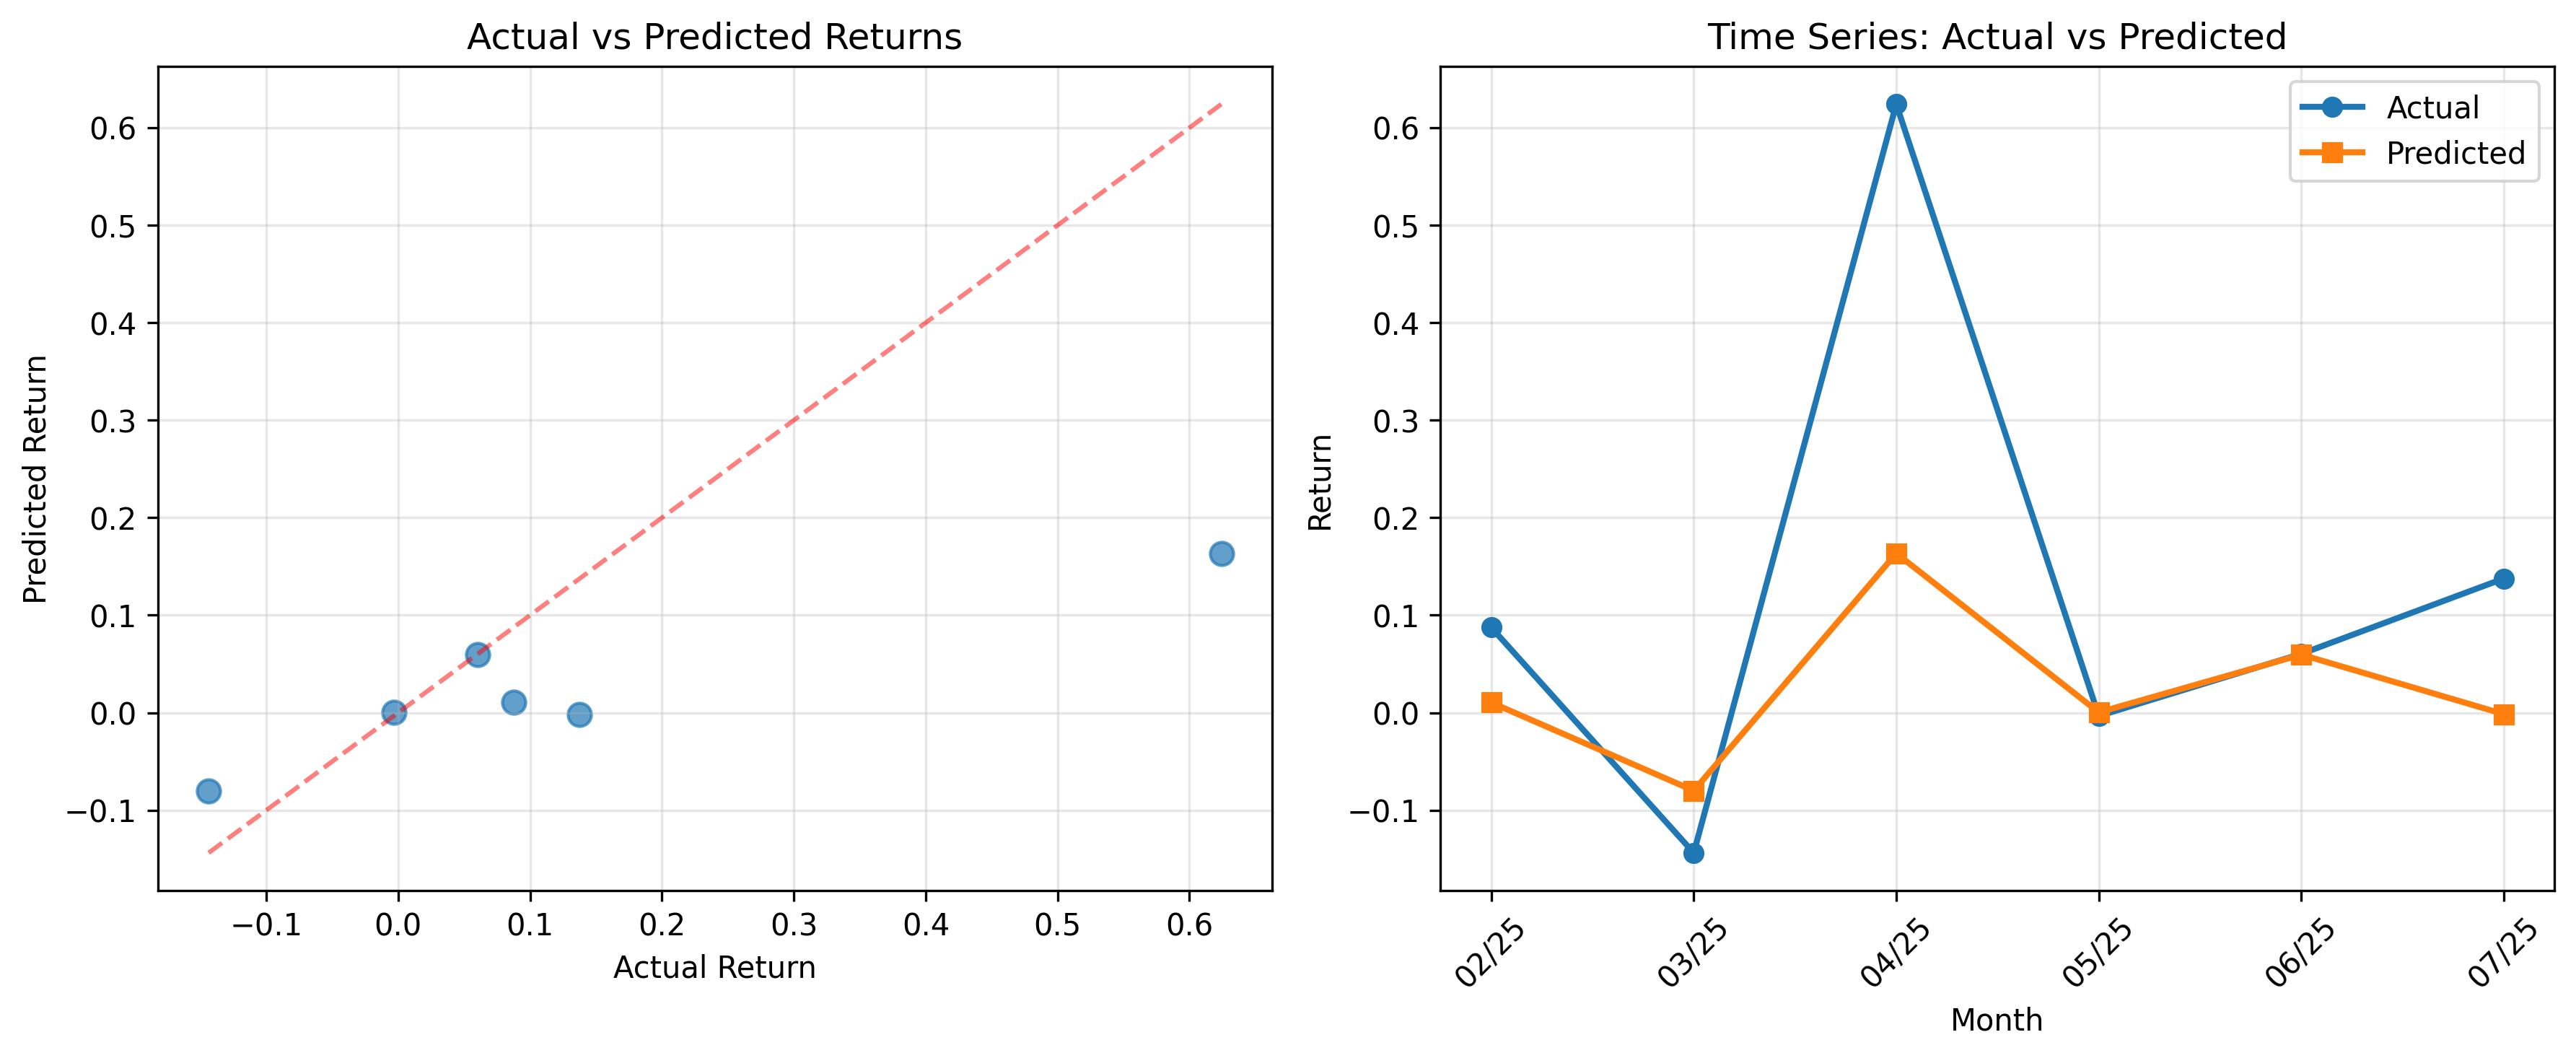 Actual vs Predicted Returns
0.6
0.5
0.4
0.3
0.2
0.1
0.0
−0.1
Predicted Return
−0.1 0.0 0.1 0.2 0.3 0.4 0.5 0.6
Actual Return
Time Series: Actual vs Predicted
Actual
Predicted
0.6
0.5
0.4
0.3
0.2
0.1
0.0
−0.1
Return
02/25 03/25 04/25 05/25 06/25 07/25
Month